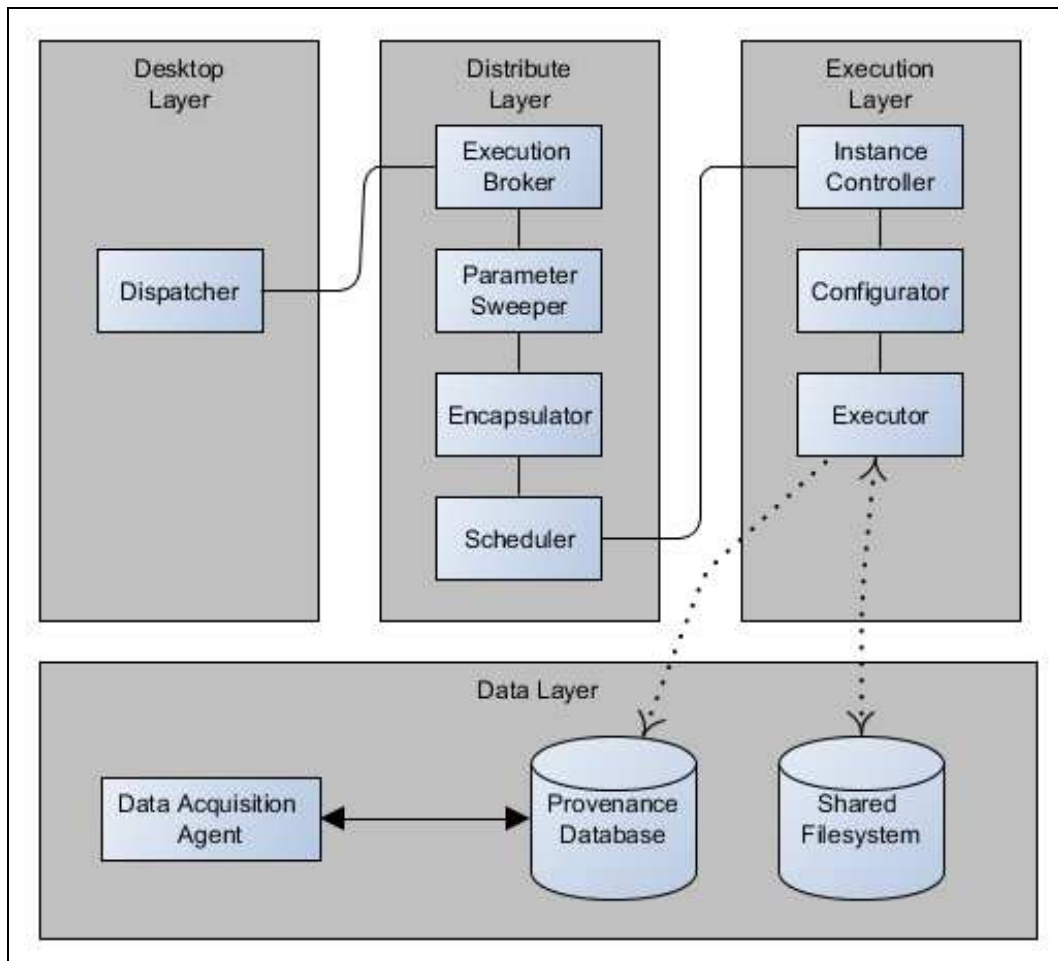 Desktop
Layer
Dispatcher
Distribute
Layer
Execution
Broker
Parameter
Sweeper
Encapsulator
Scheduler
Execution
Layer
Instance
Controller
Configurator
Executor
Data Layer
Data Acquisition
Agent
Provenance
Database
Shared
Filesystem